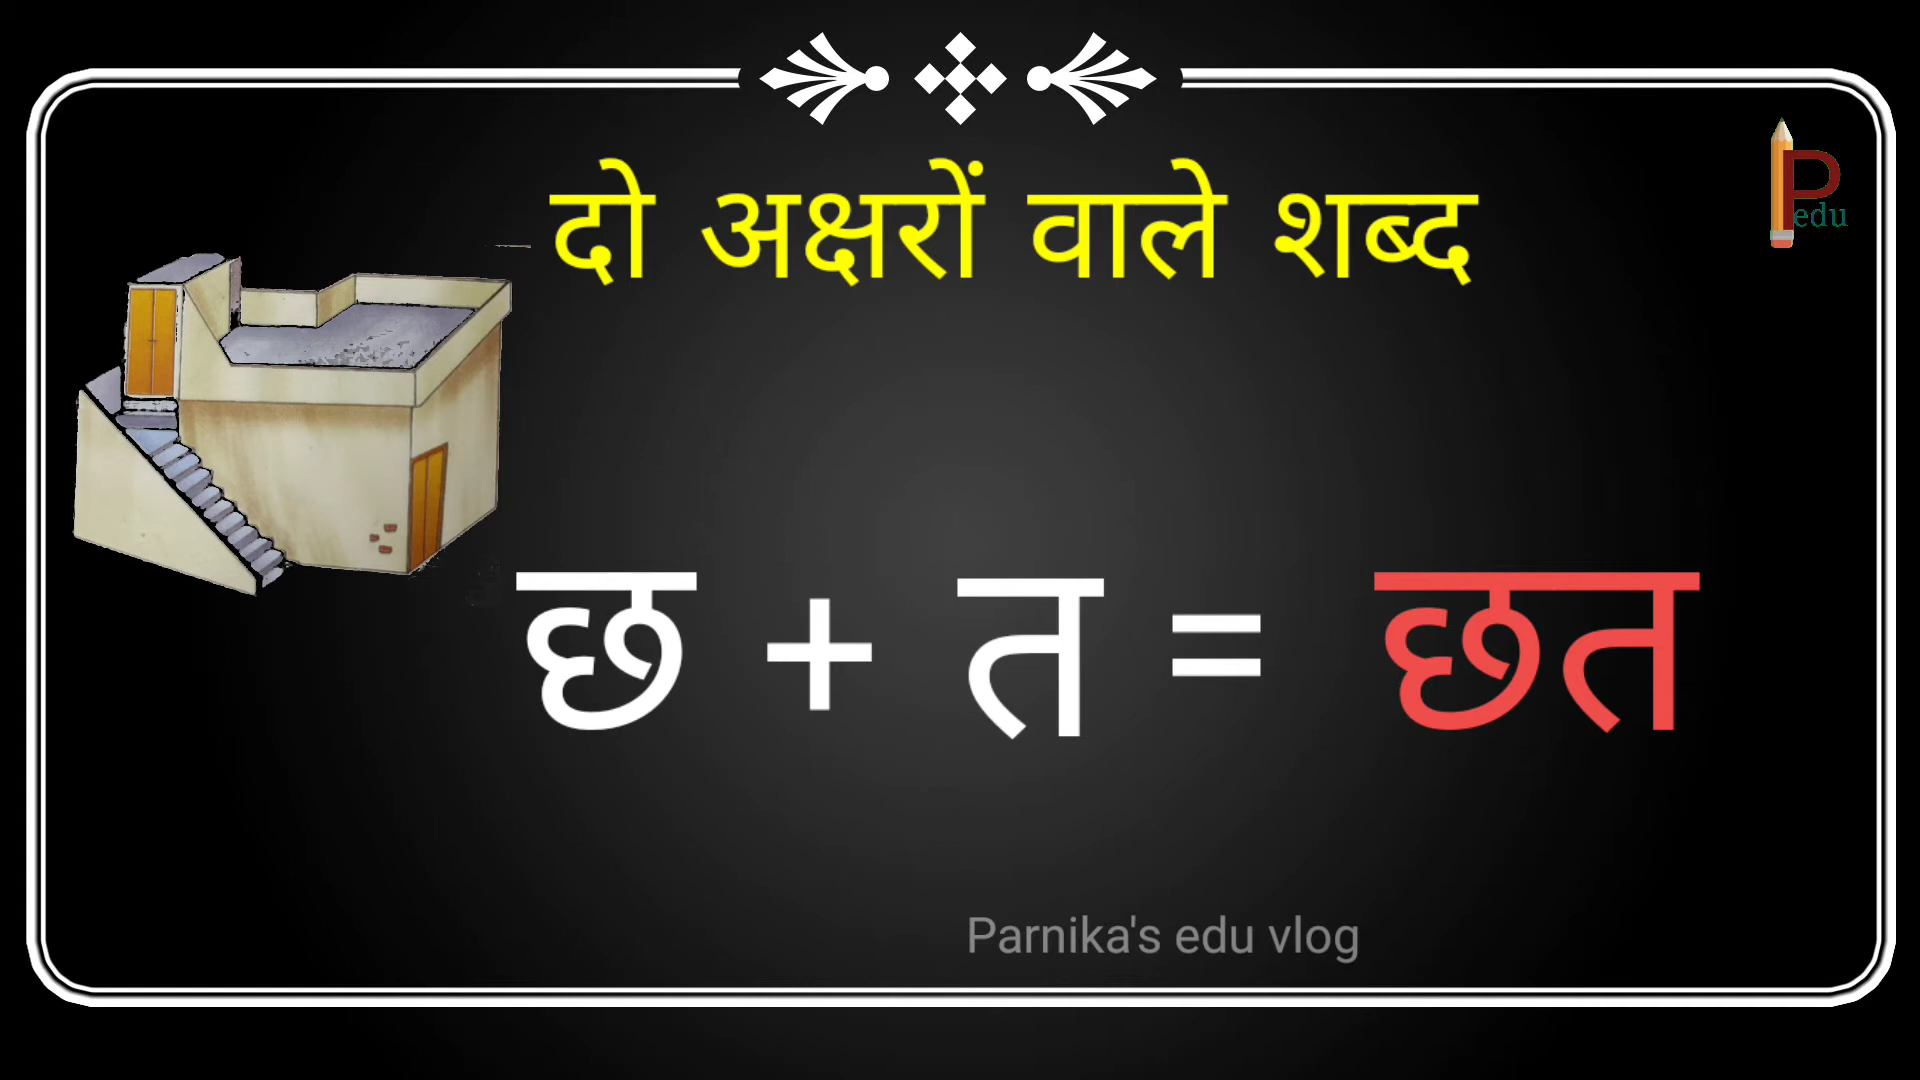 दो अक्षरों वाले शब्द
P
edu
छ + त = छत
Parnika's edu vlog